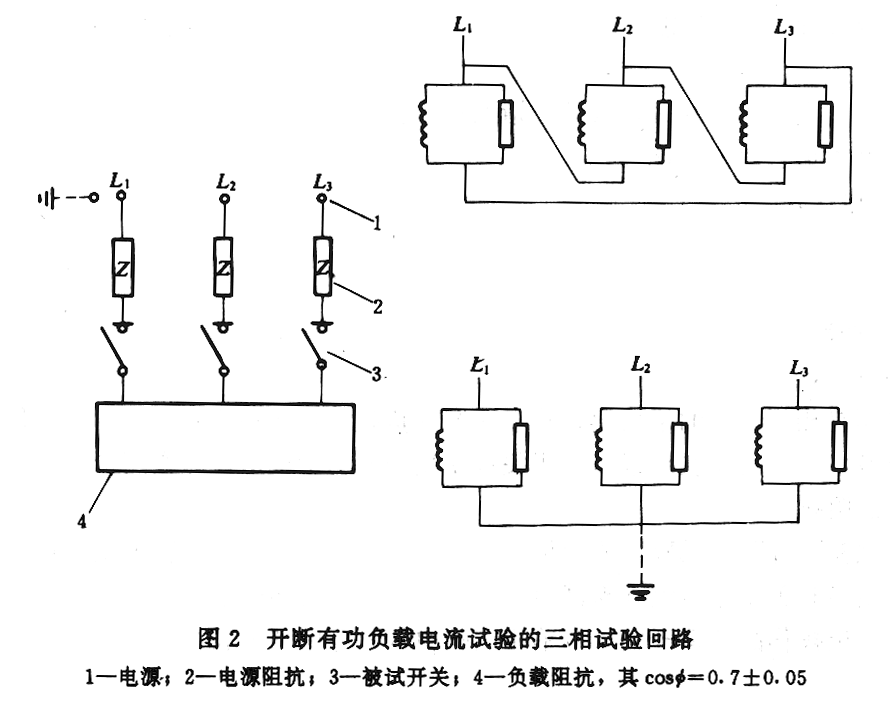 L₁ L₂ L₃
L₁ L₂ L₃
1
Z Z Z
2
3
L₁ L₂ L₃
4
图 2 开断有功负载电流试验的三相试验回路
1—电源；2—电源阻抗；3—被试开关；4—负载阻抗，其 cosϕ=0.7±0.05